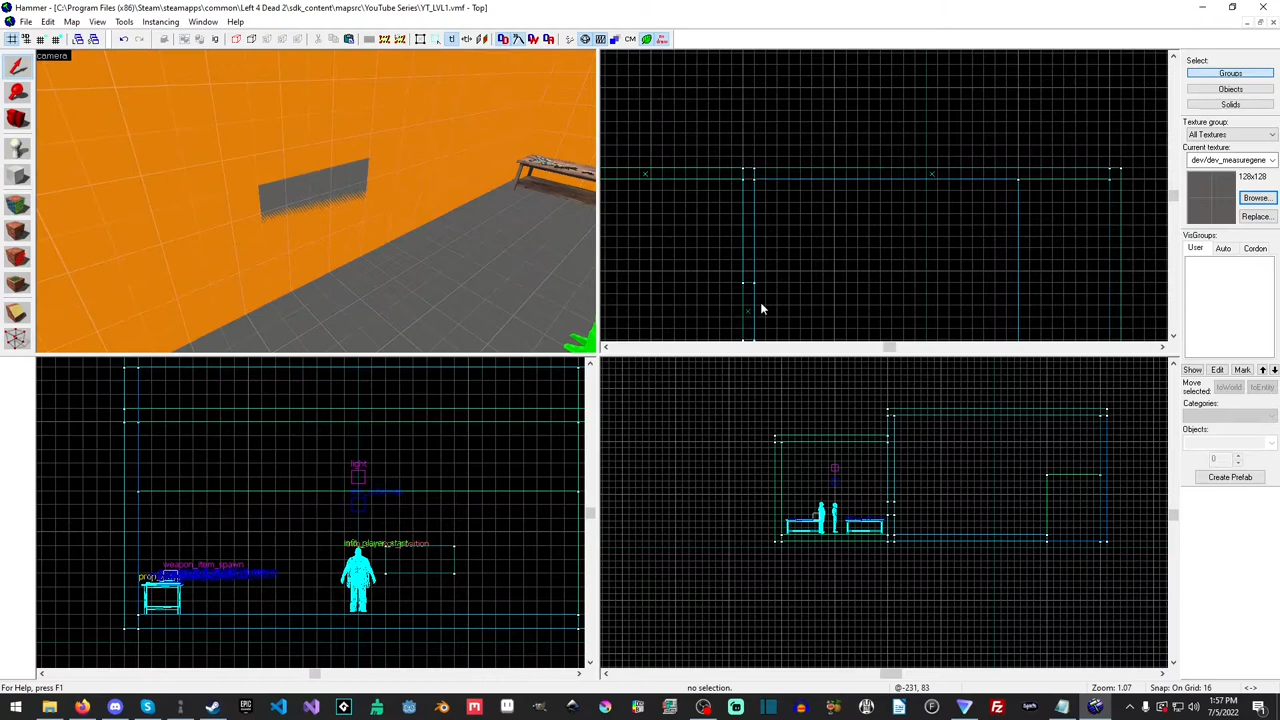 Hammer - [C:\Program Files (x86)\Steam\steamapps\common\Left 4 Dead 2\sdk_content\mapsrc\YouTube Series\YT_LVL1.vmf - Top]
File Edit Map View Tools Instancing Window Help
CM
camera
Select:
Groups
Objects
Solids
Texture group:
All Textures
Current texture:
dev/dev_measuregene
128x128
Browse...
Replace...
VisGroups:
User Auto Cordon
Show Edit Mark
Move selected:
toWorld toEntity
Categories:
Objects:
0
Create Prefab
light
info_player_start
weapon_item_spawn
For Help, press F1
no selection.
@-231, 83
Zoom: 1.07
Snap: On Grid: 16
<->
1:57 PM
7/5/2022